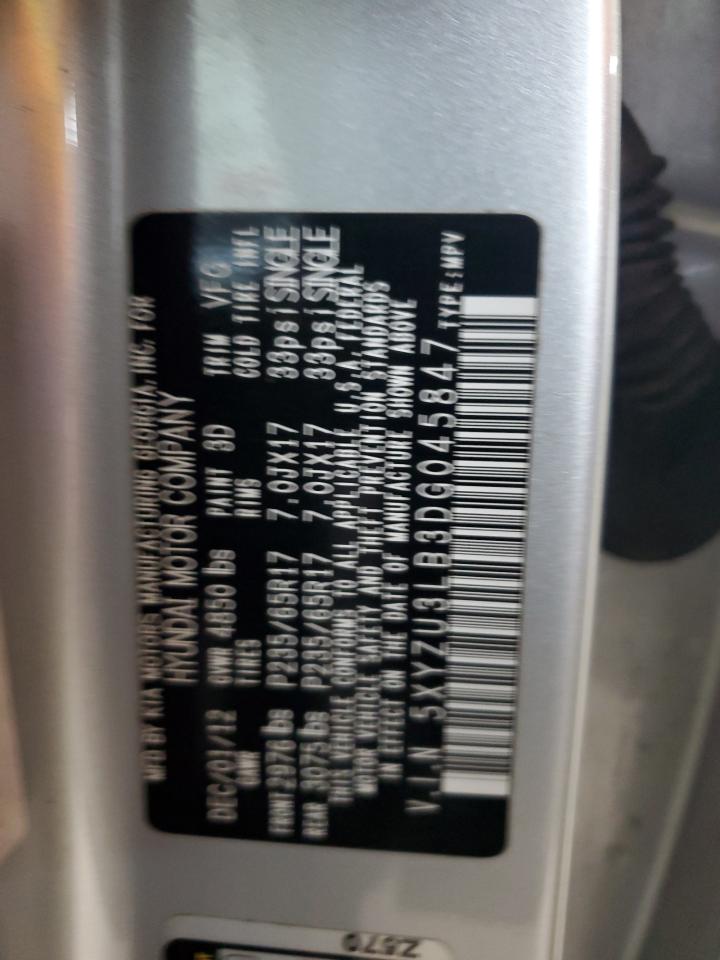 MFD BY KIA MOTORS MANUFACTURING GEORGIA, INC. FOR
HYUNDAI MOTOR COMPANY
DEC/01/12 GVWR 4850 lbs PAINT 3D TRIM VFG
GAWR TIRES RIMS COLD TIRE INFL
FRONT 2976 lbs P235/65R17 7.0JX17 33psi SINGLE
REAR 3075 lbs P235/65R17 7.0JX17 33psi SINGLE
THIS VEHICLE CONFORMS TO ALL APPLICABLE U.S.A. FEDERAL
MOTOR VEHICLE SAFETY AND THEFT PREVENTION STANDARDS
IN EFFECT ON THE DATE OF MANUFACTURE SHOWN ABOVE
V.I.N 5XYZU3LB3DG045847 TYPE:MPV
Z670